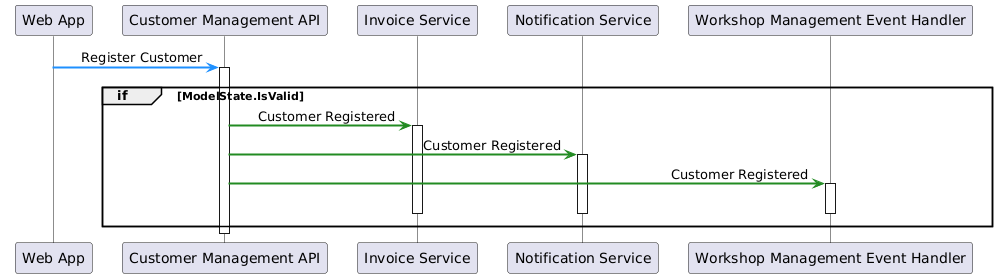 Web App
Customer Management API
Invoice Service
Notification Service
Workshop Management Event Handler
Register Customer
if
[ModelState.IsValid]
Customer Registered
Customer Registered
Customer Registered
Web App
Customer Management API
Invoice Service
Notification Service
Workshop Management Event Handler